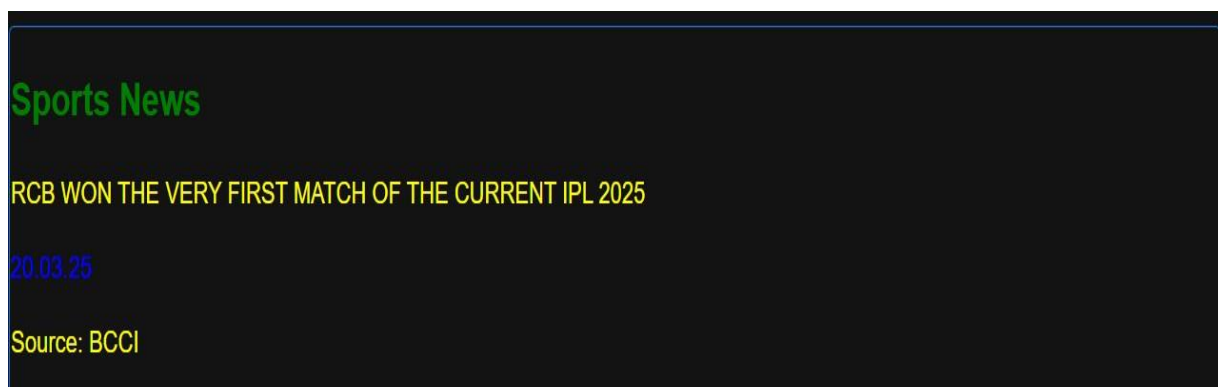 Sports News
RCB WON THE VERY FIRST MATCH OF THE CURRENT IPL 2025
20.03.25
Source: BCCI